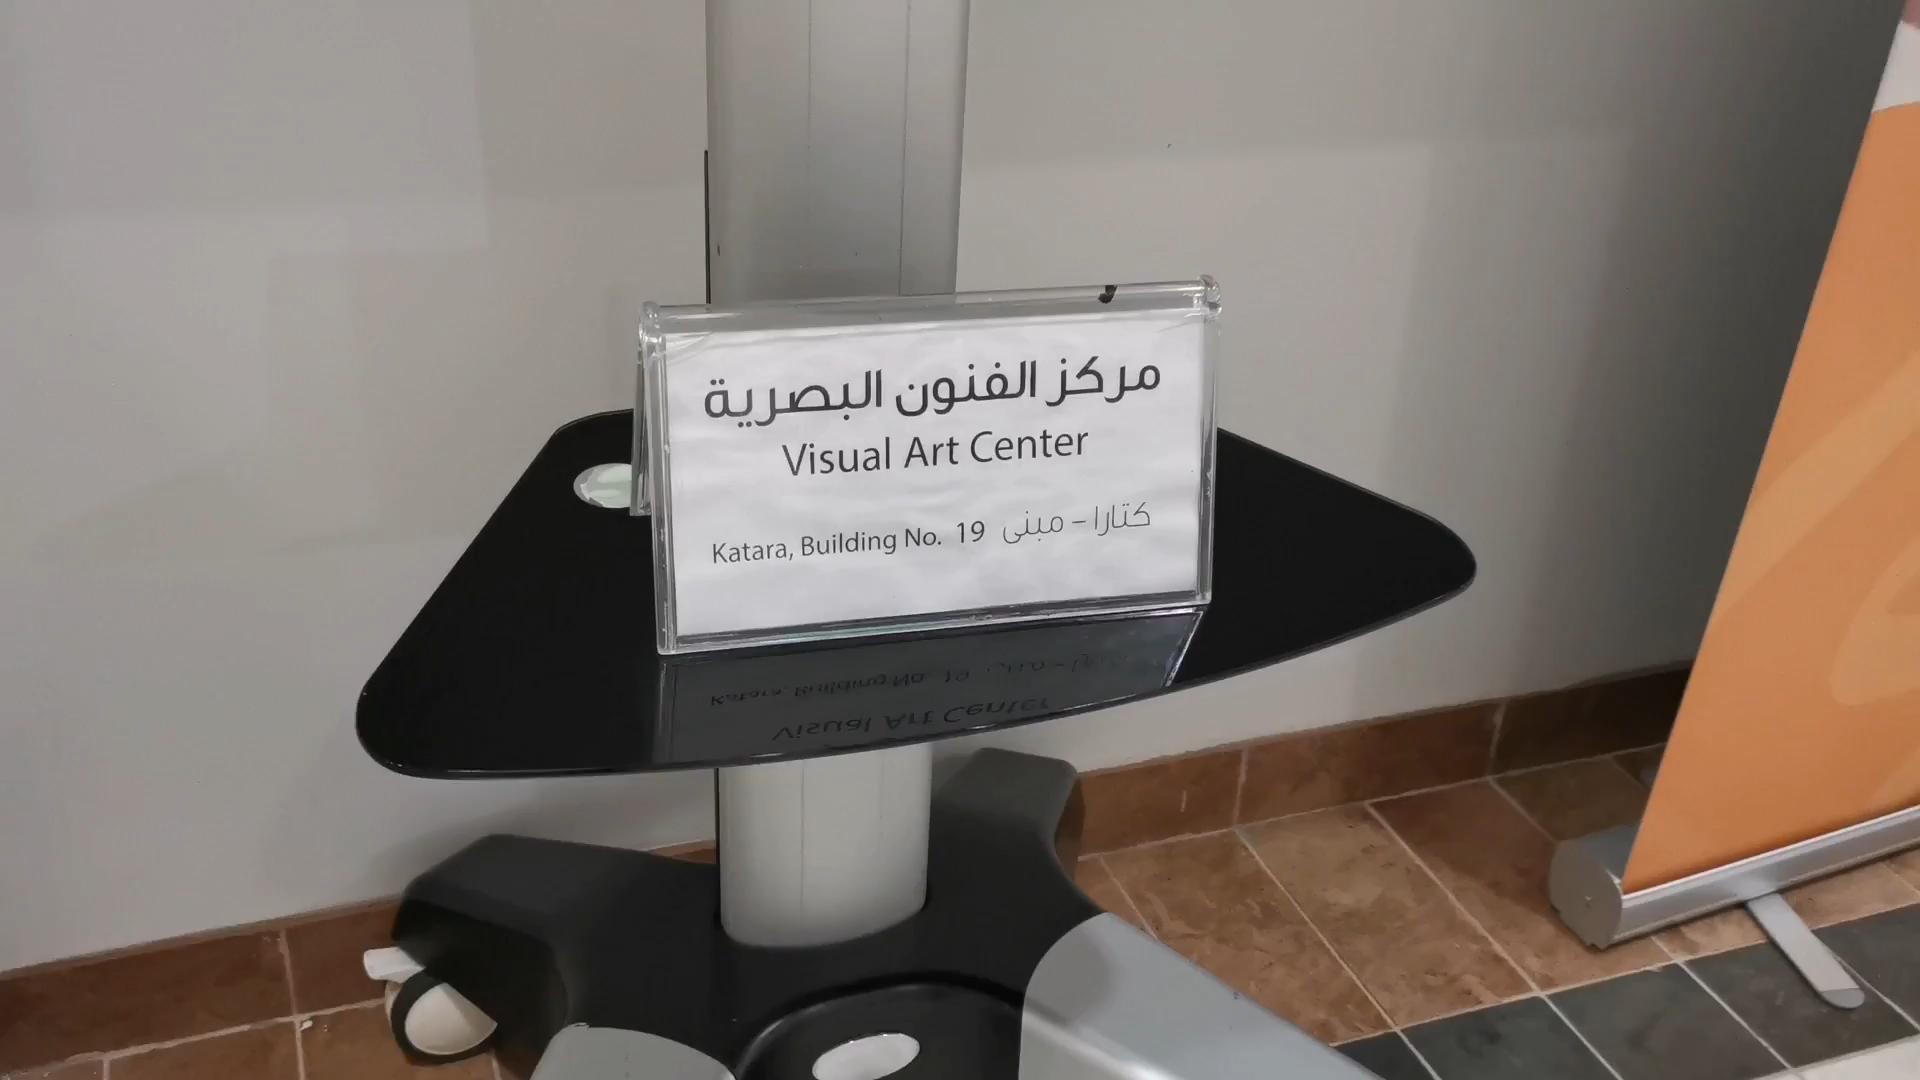 مركز الفنون البصرية
Visual Art Center
Katara, Building No. 19 كتارا - مبنى